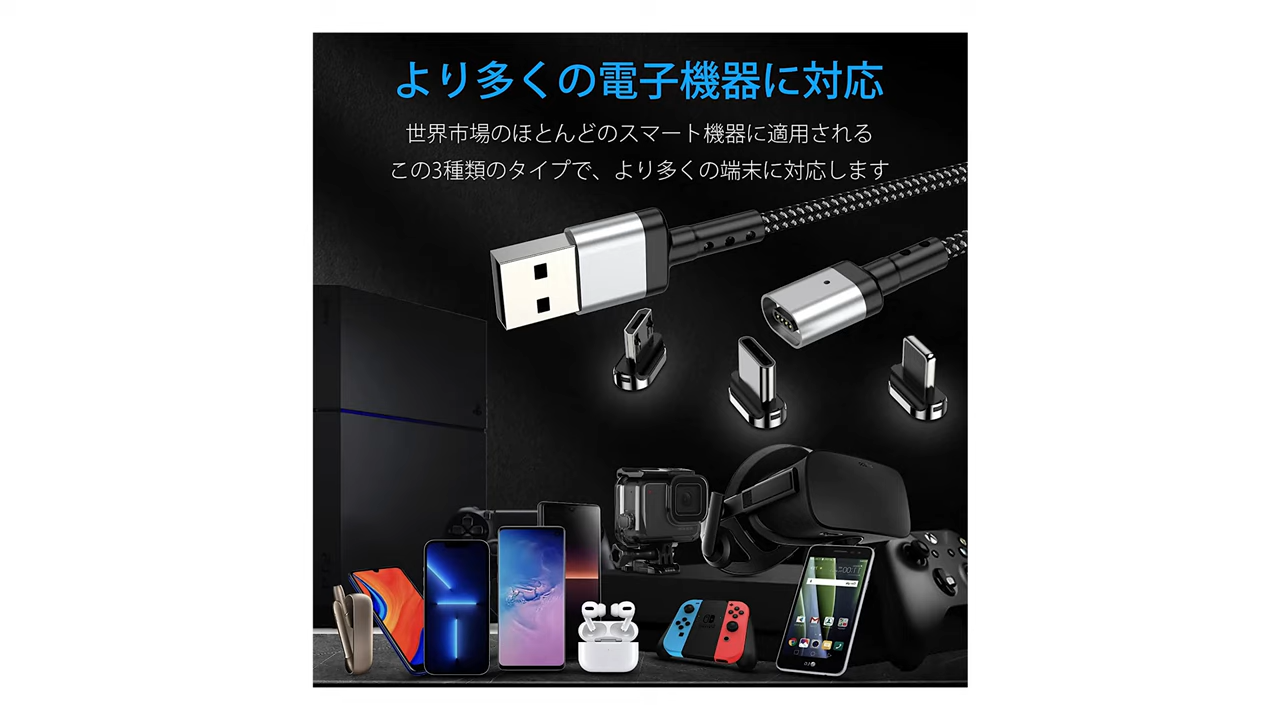 より多くの電子機器に対応
世界市場のほとんどのスマート機器に適用される
この3種類のタイプで、より多くの端末に対応します